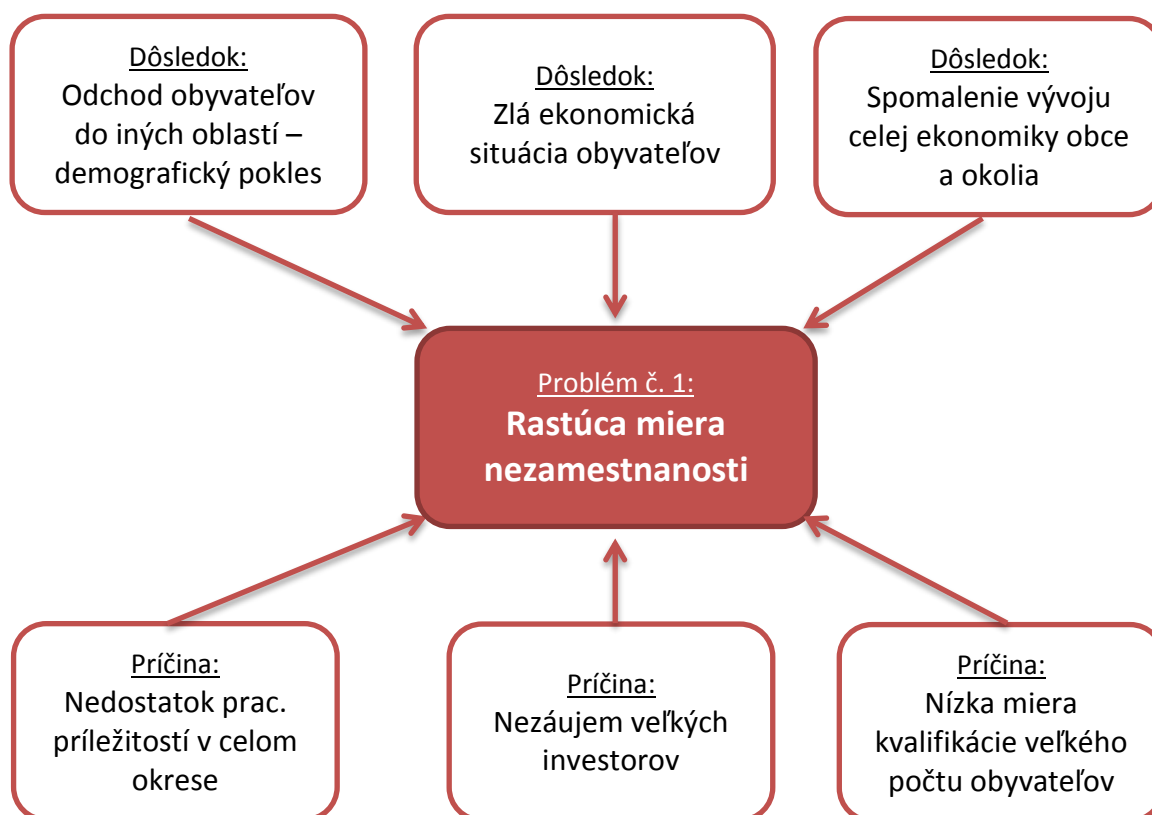 Dôsledok:
Odchod obyvateľov
do iných oblastí –
demografický pokles
Dôsledok:
Zlá ekonomická
situácia obyvateľov
Dôsledok:
Spomalenie vývoju
celej ekonomiky obce
a okolia
Problém č. 1:
Rastúca miera
nezamestnanosti
Príčina:
Nedostatok prac.
príležitostí v celom
okrese
Príčina:
Nezáujem veľkých
investorov
Príčina:
Nízka miera
kvalifikácie veľkého
počtu obyvateľov